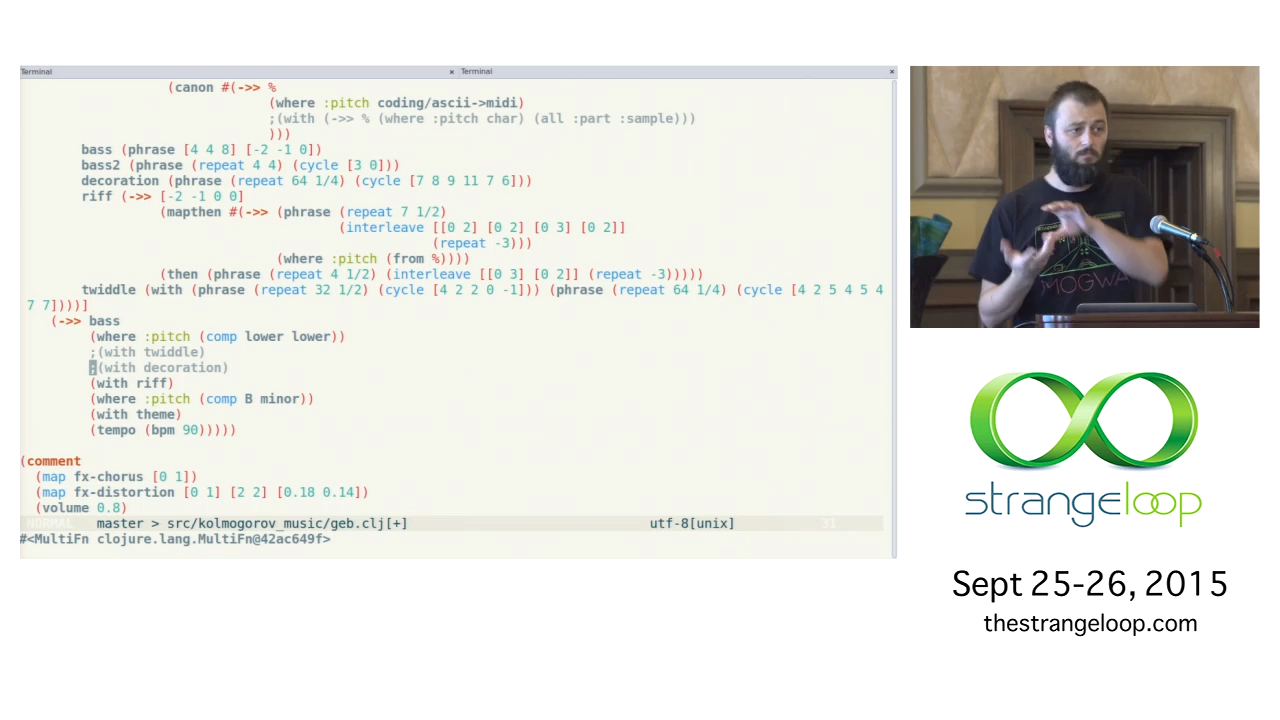 Terminal
Terminal
(canon #(->> %
(where :pitch coding/ascii->midi)
;(with (->> % (where :pitch char) (all :part :sample)))
)))
bass (phrase [4 4 8] [-2 -1 0])
bass2 (phrase (repeat 4 4) (cycle [3 0]))
decoration (phrase (repeat 64 1/4) (cycle [7 8 9 11 7 6]))
riff (->> [-2 -1 0 0]
(mapthen #(->> (phrase (repeat 7 1/2)
(interleave [[0 2] [0 2] [0 3] [0 2]]
(repeat -3)))
(where :pitch (from %))))
(then (phrase (repeat 4 1/2) (interleave [[0 3] [0 2]] (repeat -3)))))
twiddle (with (phrase (repeat 32 1/2) (cycle [4 2 2 0 -1])) (phrase (repeat 64 1/4) (cycle [4 2 5 4 5 4
7 7])))]
(->> bass
(where :pitch (comp lower lower))
;(with twiddle)
;(with decoration)
(with riff)
(where :pitch (comp B minor))
(with theme)
(tempo (bpm 90)))))
(comment
(map fx-chorus [0 1])
(map fx-distortion [0 1] [2 2] [0.18 0.14])
(volume 0.8)
NORMAL master > src/kolmogorov_music/geb.clj[+] utf-8[unix] 31
#<MultiFn clojure.lang.MultiFn@42ac649f>
MOGWA
strangeloop
Sept 25-26, 2015
thestrangeloop.com